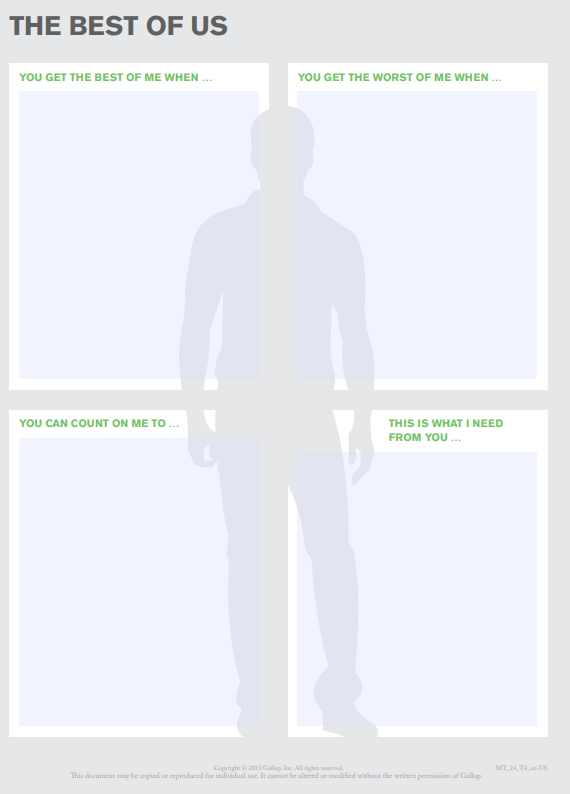 THE BEST OF US
YOU GET THE BEST OF ME WHEN ...
YOU GET THE WORST OF ME WHEN ...
YOU CAN COUNT ON ME TO ...
THIS IS WHAT I NEED
FROM YOU ...
Copyright © 2013 Gallup, Inc. All rights reserved.
MT_24_T4_en-US
This document may be copied or reproduced for individual use. It cannot be altered or modified without the written permission of Gallup.